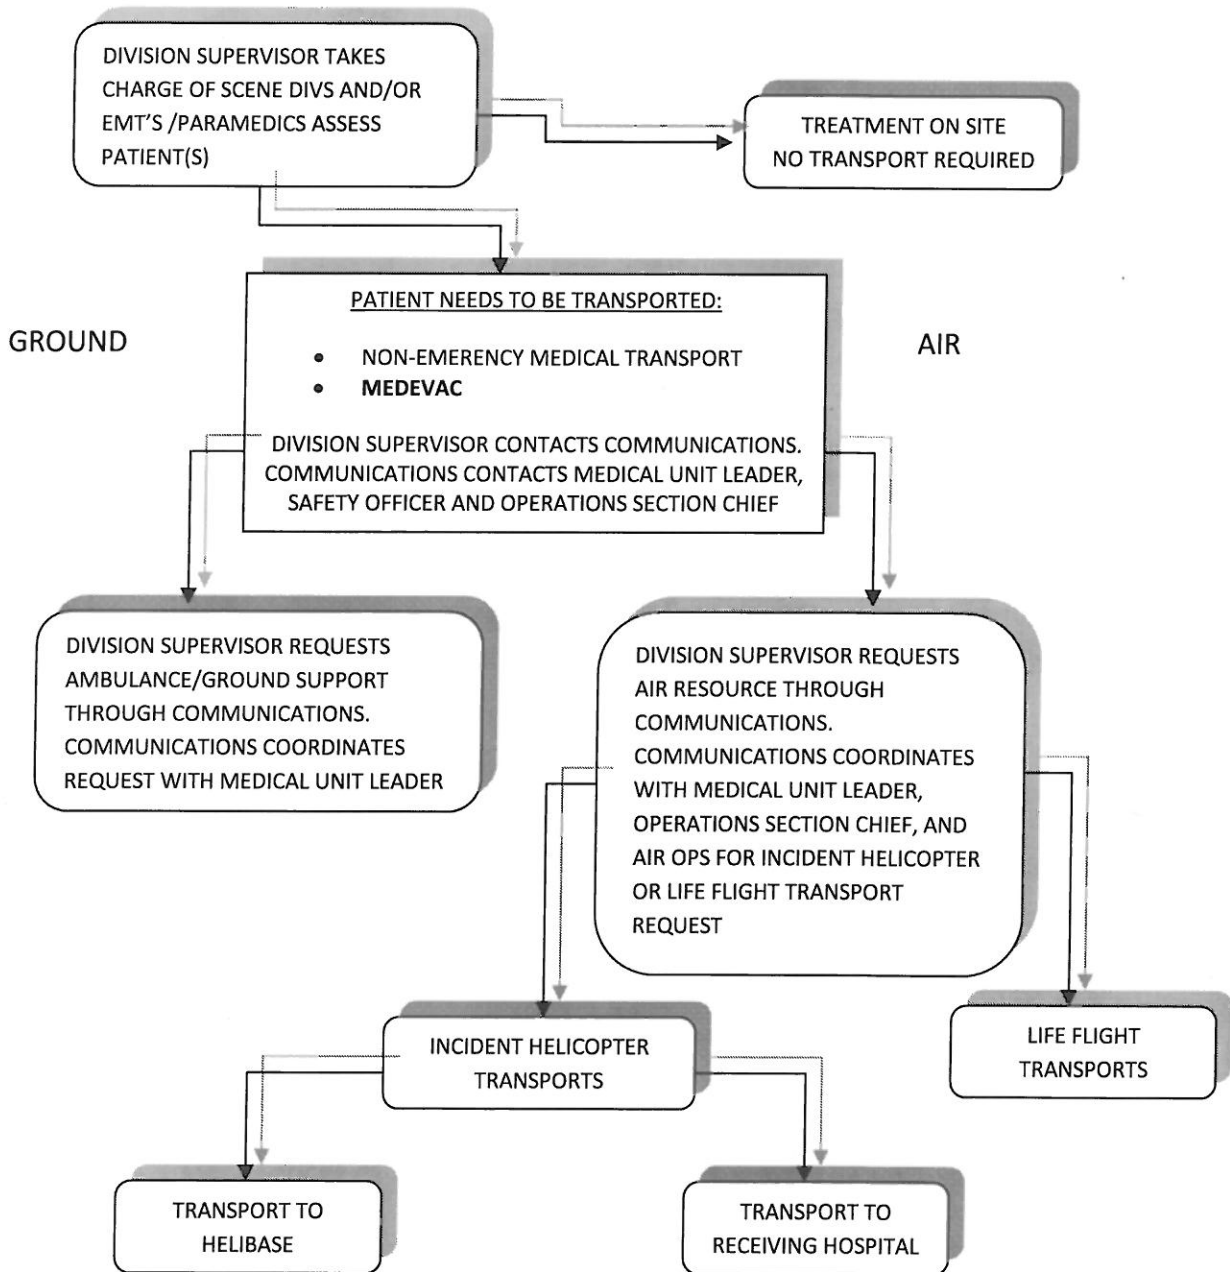 DIVISION SUPERVISOR TAKES
CHARGE OF SCENE DIVS AND/OR
EMT'S /PARAMEDICS ASSESS
PATIENT(S)
TREATMENT ON SITE
NO TRANSPORT REQUIRED
GROUND
AIR
PATIENT NEEDS TO BE TRANSPORTED:
• NON-EMERENCY MEDICAL TRANSPORT
• MEDEVAC
DIVISION SUPERVISOR CONTACTS COMMUNICATIONS.
COMMUNICATIONS CONTACTS MEDICAL UNIT LEADER,
SAFETY OFFICER AND OPERATIONS SECTION CHIEF
DIVISION SUPERVISOR REQUESTS
AMBULANCE/GROUND SUPPORT
THROUGH COMMUNICATIONS.
COMMUNICATIONS COORDINATES
REQUEST WITH MEDICAL UNIT LEADER
DIVISION SUPERVISOR REQUESTS
AIR RESOURCE THROUGH
COMMUNICATIONS.
COMMUNICATIONS COORDINATES
WITH MEDICAL UNIT LEADER,
OPERATIONS SECTION CHIEF, AND
AIR OPS FOR INCIDENT HELICOPTER
OR LIFE FLIGHT TRANSPORT
REQUEST
INCIDENT HELICOPTER
TRANSPORTS
LIFE FLIGHT
TRANSPORTS
TRANSPORT TO
HELIBASE
TRANSPORT TO
RECEIVING HOSPITAL